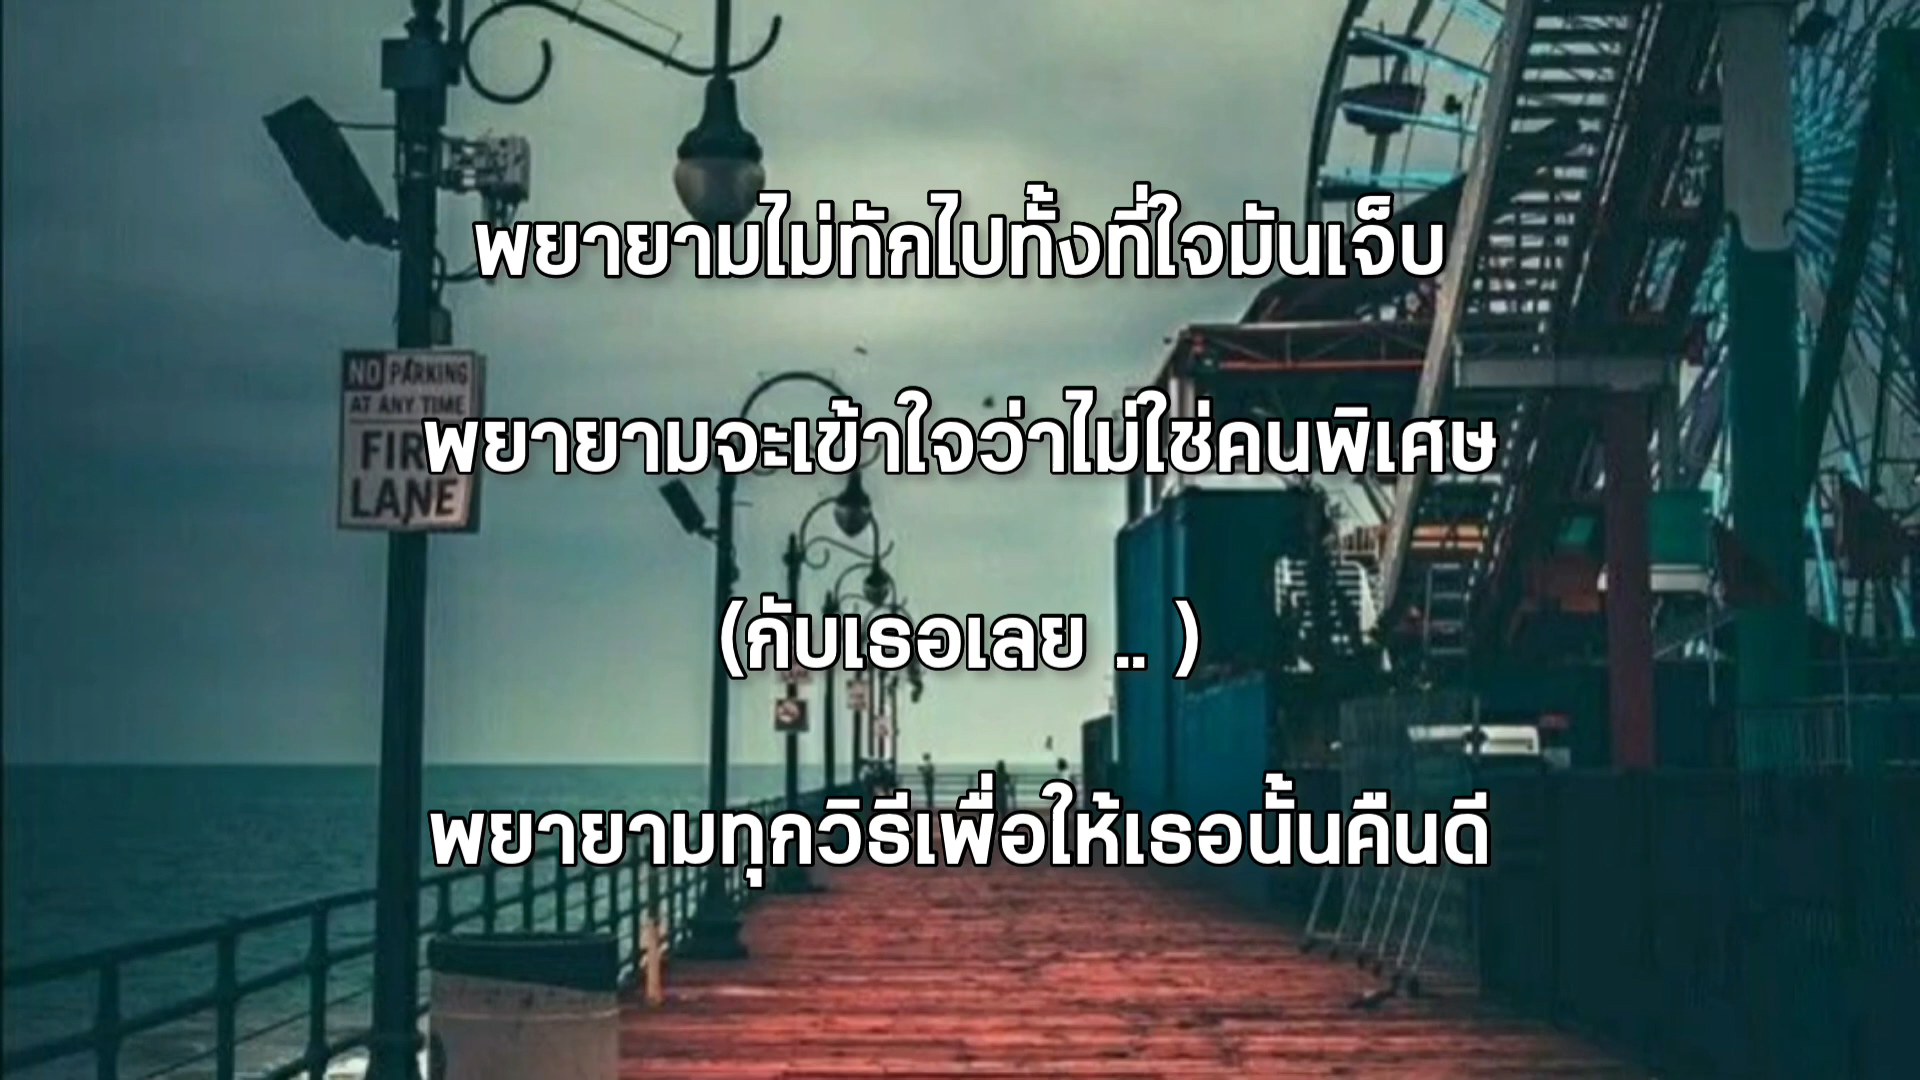 พยายามไม่ทักไปทั้งที่ใจมันเจ็บ
NO PARKING
AT ANY TIME
FIR
LANE
พยายามจะเข้าใจว่าไม่ใช่คนพิเศษ
(กับเธอเลย .. )
พยายามทุกวิธีเพื่อให้เธอนั้นคืนดี